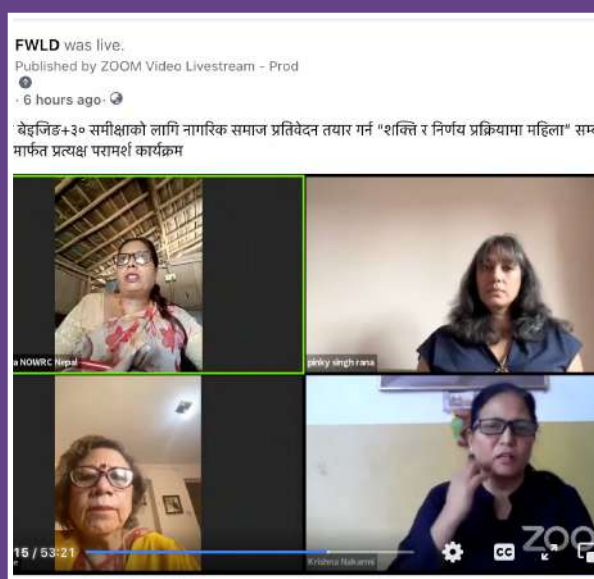 FWLD was live.
Published by ZOOM Video Livestream - Prod
· 6 hours ago ·
बेइजिङ+३० समीक्षाको लागि नागरिक समाज प्रतिवेदन तयार गर्न "शक्ति र निर्णय प्रक्रियामा महिला"
मार्फत प्रत्यक्ष परामर्श कार्यक्रम
a NOWRC Nepal
pinky singh rana
15 / 53:21
Krishna Nakarmi
CC
ZOO